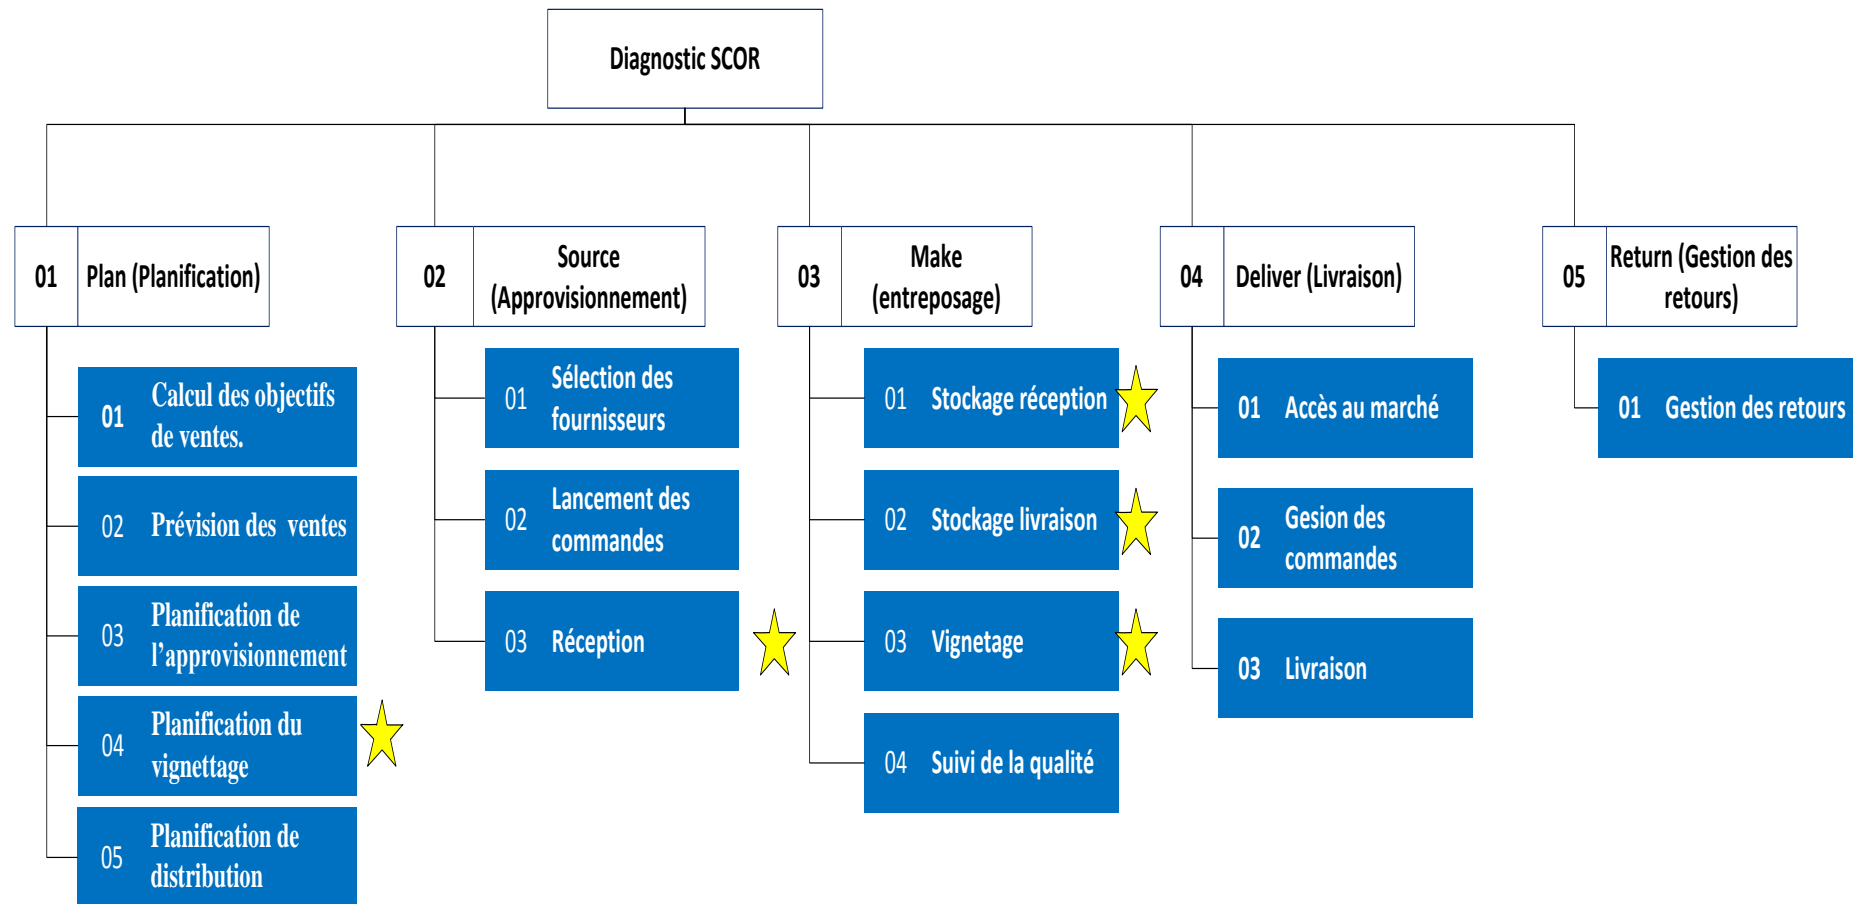 Diagnostic SCOR
01 Plan (Planification)
01 Calcul des objectifs
de ventes.
02 Prévision des ventes
03 Planification de
l’approvisionnement
04 Planification du
vignettage
05 Planification de
distribution
02 Source
(Approvisionnement)
01 Sélection des
fournisseurs
02 Lancement des
commandes
03 Réception
03 Make
(entreposage)
01 Stockage réception
02 Stockage livraison
03 Vignetage
04 Suivi de la qualité
04 Deliver (Livraison)
01 Accès au marché
02 Gesion des
commandes
03 Livraison
05 Return (Gestion des
retours)
01 Gestion des retours